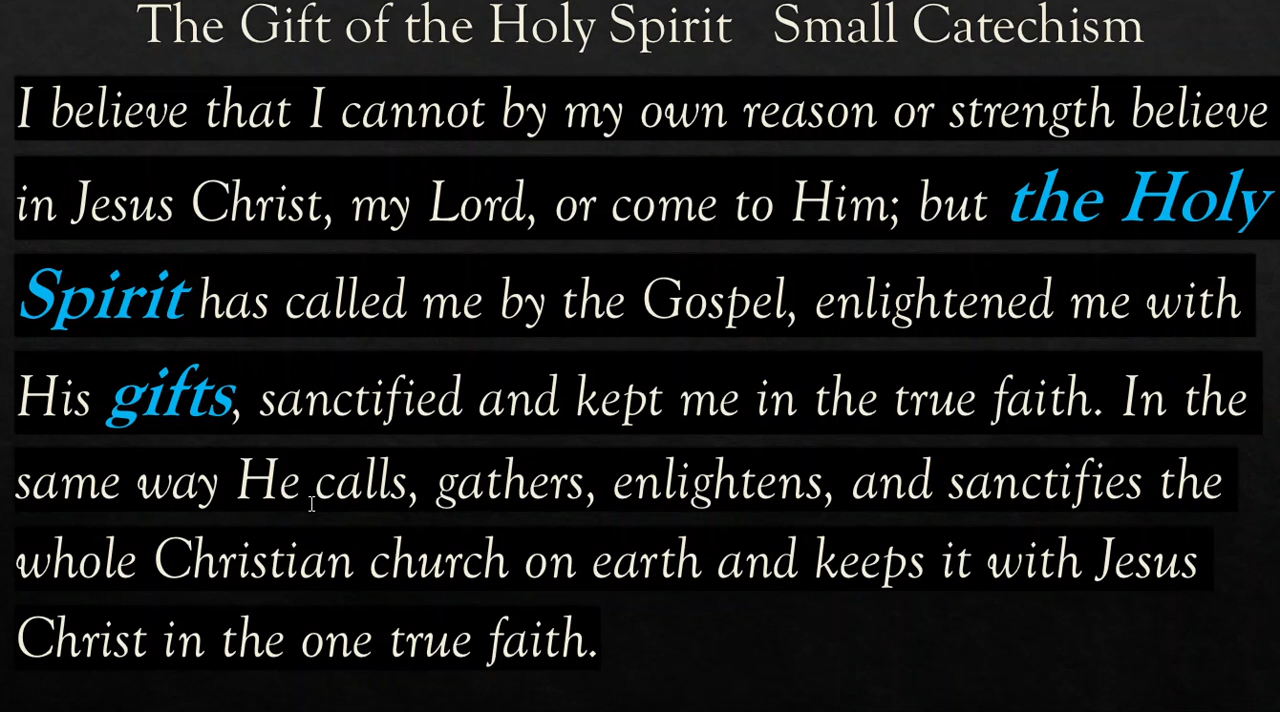 The Gift of the Holy Spirit Small Catechism
I believe that I cannot by my own reason or strength believe
in Jesus Christ, my Lord, or come to Him; but the Holy
Spirit has called me by the Gospel, enlightened me with
His gifts, sanctified and kept me in the true faith. In the
same way He calls, gathers, enlightens, and sanctifies the
whole Christian church on earth and keeps it with Jesus
Christ in the one true faith.